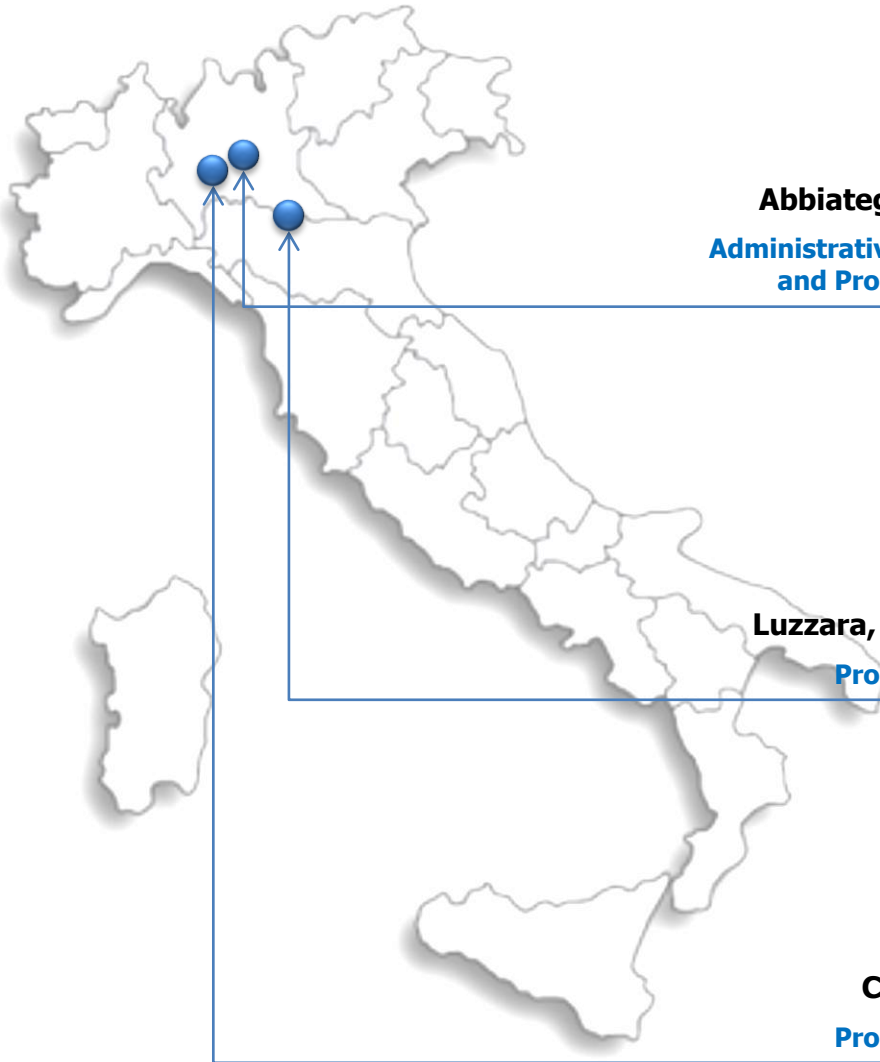 Abbiateg
Administrativ
and Pro
Luzzara,
Pro
C
Pro